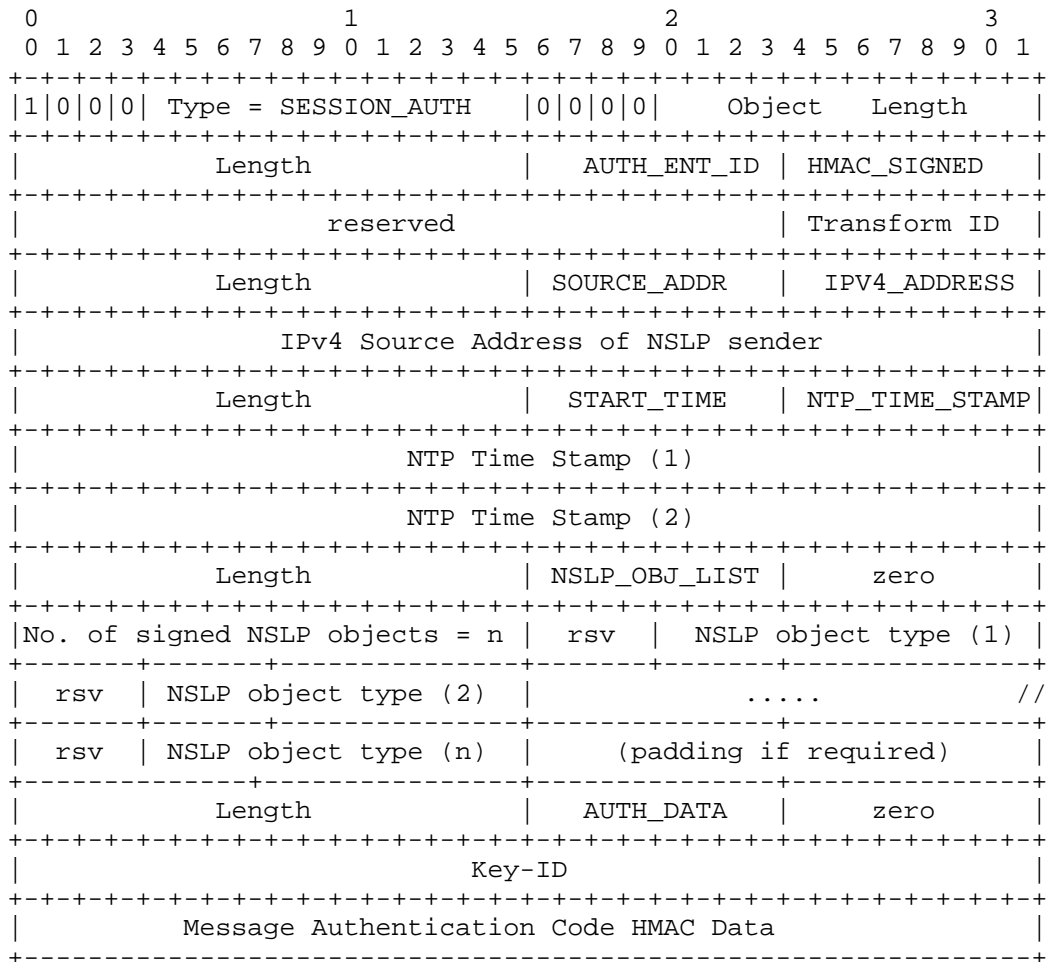 0                   1                   2                   3
 0 1 2 3 4 5 6 7 8 9 0 1 2 3 4 5 6 7 8 9 0 1 2 3 4 5 6 7 8 9 0 1
+-+-+-+-+-+-+-+-+-+-+-+-+-+-+-+-+-+-+-+-+-+-+-+-+-+-+-+-+-+-+-+-+
|1|0|0|0| Type = SESSION_AUTH   |0|0|0|0|    Object   Length    |
+-+-+-+-+-+-+-+-+-+-+-+-+-+-+-+-+-+-+-+-+-+-+-+-+-+-+-+-+-+-+-+-+
|            Length             |   AUTH_ENT_ID | HMAC_SIGNED   |
+-+-+-+-+-+-+-+-+-+-+-+-+-+-+-+-+-+-+-+-+-+-+-+-+-+-+-+-+-+-+-+-+
|                   reserved                    | Transform ID  |
+-+-+-+-+-+-+-+-+-+-+-+-+-+-+-+-+-+-+-+-+-+-+-+-+-+-+-+-+-+-+-+-+
|            Length             | SOURCE_ADDR   |  IPV4_ADDRESS |
+-+-+-+-+-+-+-+-+-+-+-+-+-+-+-+-+-+-+-+-+-+-+-+-+-+-+-+-+-+-+-+-+
|                IPv4 Source Address of NSLP sender             |
+-+-+-+-+-+-+-+-+-+-+-+-+-+-+-+-+-+-+-+-+-+-+-+-+-+-+-+-+-+-+-+-+
|            Length             |  START_TIME   | NTP_TIME_STAMP|
+-+-+-+-+-+-+-+-+-+-+-+-+-+-+-+-+-+-+-+-+-+-+-+-+-+-+-+-+-+-+-+-+
|                        NTP Time Stamp (1)                     |
+-+-+-+-+-+-+-+-+-+-+-+-+-+-+-+-+-+-+-+-+-+-+-+-+-+-+-+-+-+-+-+-+
|                        NTP Time Stamp (2)                     |
+-+-+-+-+-+-+-+-+-+-+-+-+-+-+-+-+-+-+-+-+-+-+-+-+-+-+-+-+-+-+-+-+
|            Length             | NSLP_OBJ_LIST |     zero      |
+-+-+-+-+-+-+-+-+-+-+-+-+-+-+-+-+-+-+-+-+-+-+-+-+-+-+-+-+-+-+-+-+
|No. of signed NSLP objects = n |  rsv  |  NSLP object type (1) |
+-------+-------+---------------+-------+-------+---------------+
|  rsv  | NSLP object type (2)  |             .....            //
+-------+-------+---------------+---------------+---------------+
|  rsv  | NSLP object type (n)  |     (padding if required)     |
+--------------+----------------+---------------+---------------+
|            Length             |   AUTH_DATA   |     zero      |
+-+-+-+-+-+-+-+-+-+-+-+-+-+-+-+-+-+-+-+-+-+-+-+-+-+-+-+-+-+-+-+-+
|                            Key-ID                             |
+-+-+-+-+-+-+-+-+-+-+-+-+-+-+-+-+-+-+-+-+-+-+-+-+-+-+-+-+-+-+-+-+
|          Message Authentication Code HMAC Data                |
+---------------------------------------------------------------+